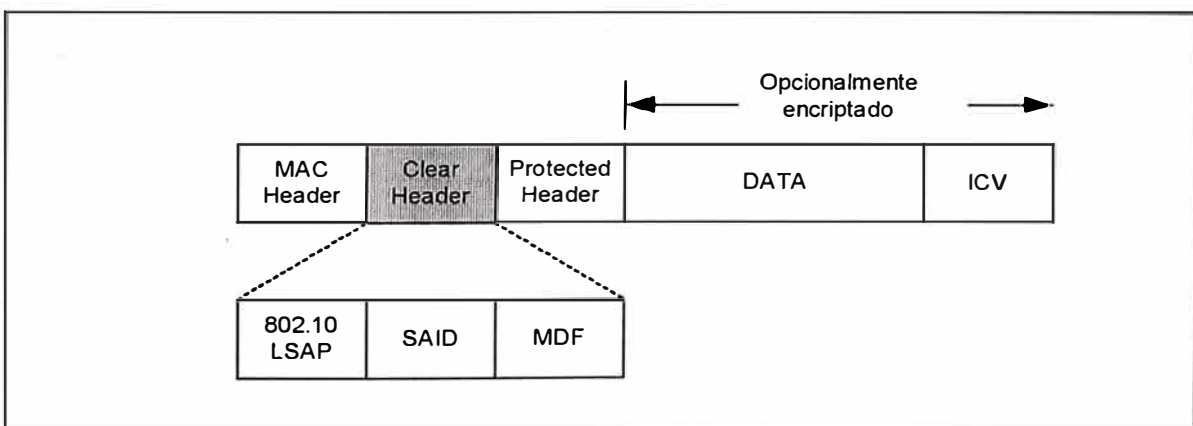 Opcionalmente
encriptado
MAC
Header
Clear
Header
Protected
Header
DATA
ICV
802.10
LSAP
SAID
MDF